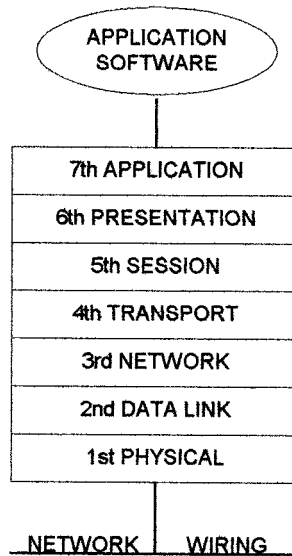 APPLICATION
SOFTWARE
7th APPLICATION
6th PRESENTATION
5th SESSION
4th TRANSPORT
3rd NETWORK
2nd DATA LINK
1st PHYSICAL
NETWORK WIRING